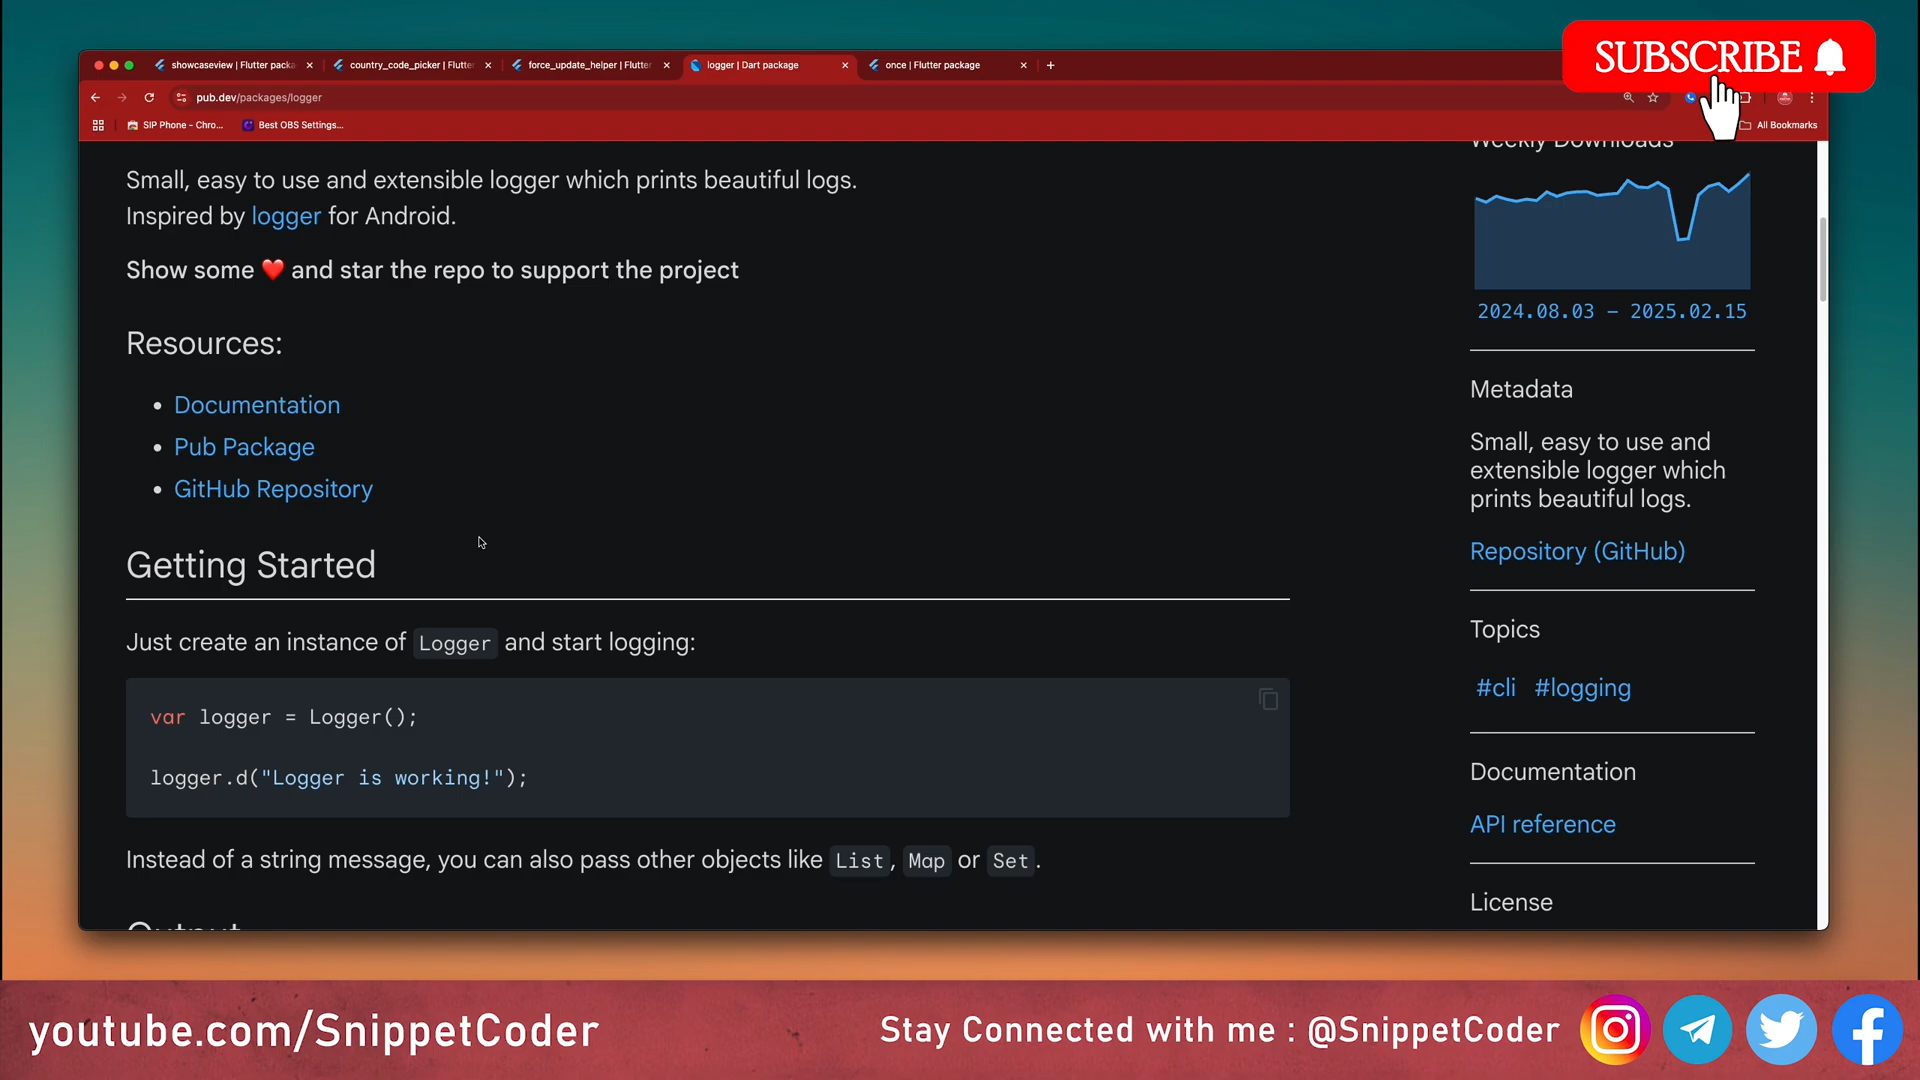 SUBSCRIBE
showcaseview | Flutter packa
country_code_picker | Flutte
force_update_helper | Flutter
logger | Dart package
once | Flutter package
pub.dev/packages/logger
SIP Phone - Chro...
Best OBS Settings...
All Bookmarks
Weekly Downloads
Small, easy to use and extensible logger which prints beautiful logs.
Inspired by logger for Android.
Show some ❤️ and star the repo to support the project
Resources:
• Documentation
• Pub Package
• GitHub Repository
Getting Started
Just create an instance of Logger and start logging:
var logger = Logger();
logger.d("Logger is working!");
Instead of a string message, you can also pass other objects like List, Map or Set.
Output
2024.08.03 – 2025.02.15
Metadata
Small, easy to use and
extensible logger which
prints beautiful logs.
Repository (GitHub)
Topics
#cli #logging
Documentation
API reference
License
youtube.com/SnippetCoder
Stay Connected with me : @SnippetCoder